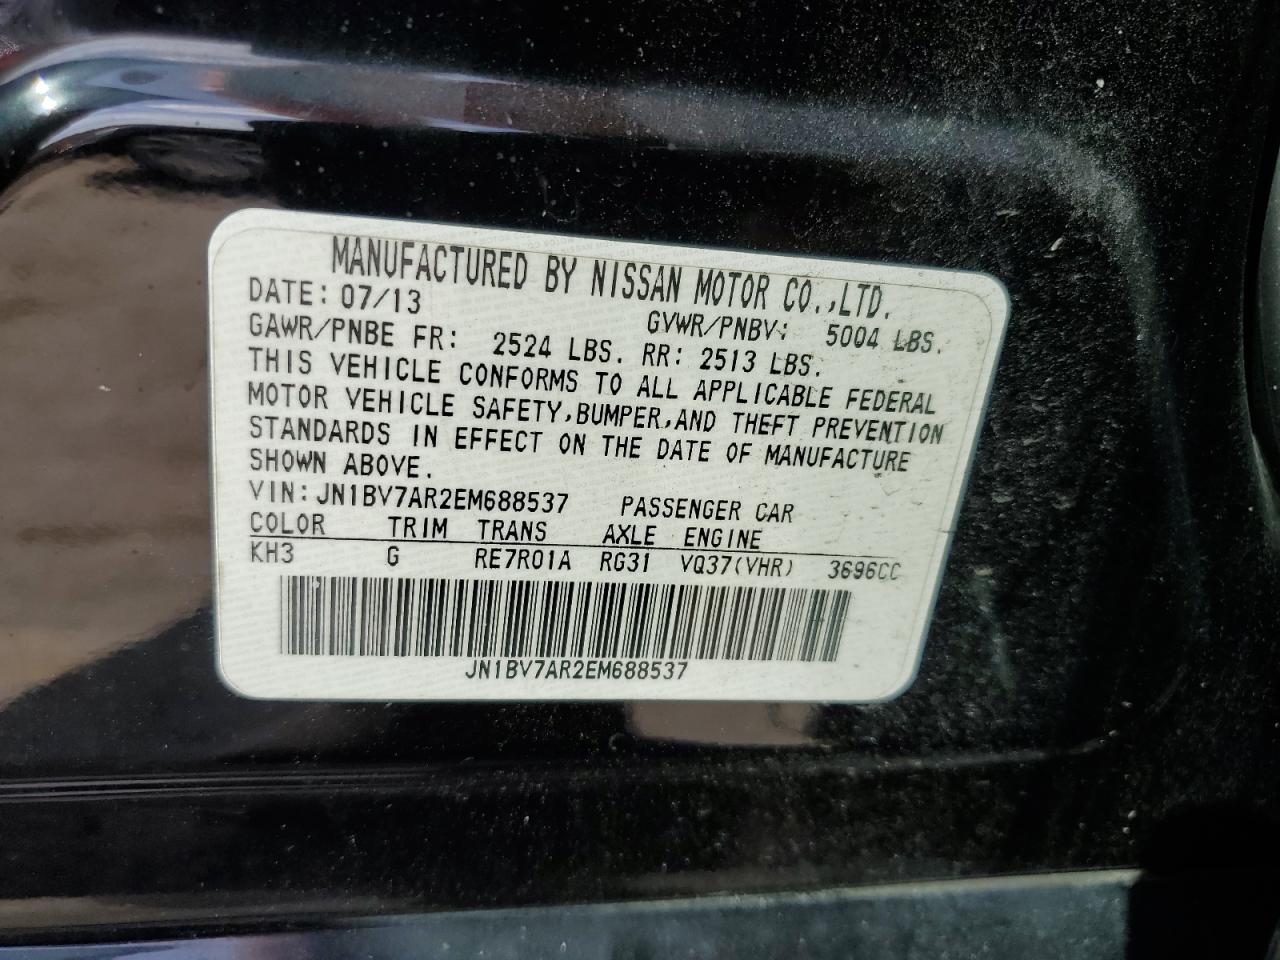 MANUFACTURED BY NISSAN MOTOR CO.,LTD.
DATE: 07/13 GVWR/PNBV: 5004 LBS.
GAWR/PNBE FR: 2524 LBS. RR: 2513 LBS.
THIS VEHICLE CONFORMS TO ALL APPLICABLE FEDERAL
MOTOR VEHICLE SAFETY,BUMPER,AND THEFT PREVENTION
STANDARDS IN EFFECT ON THE DATE OF MANUFACTURE
SHOWN ABOVE.
VIN:JN1BV7AR2EM688537 PASSENGER CAR
COLOR TRIM TRANS AXLE ENGINE
KH3 G RE7R01A RG31 VQ37(VHR) 3696CC
JN1BV7AR2EM688537